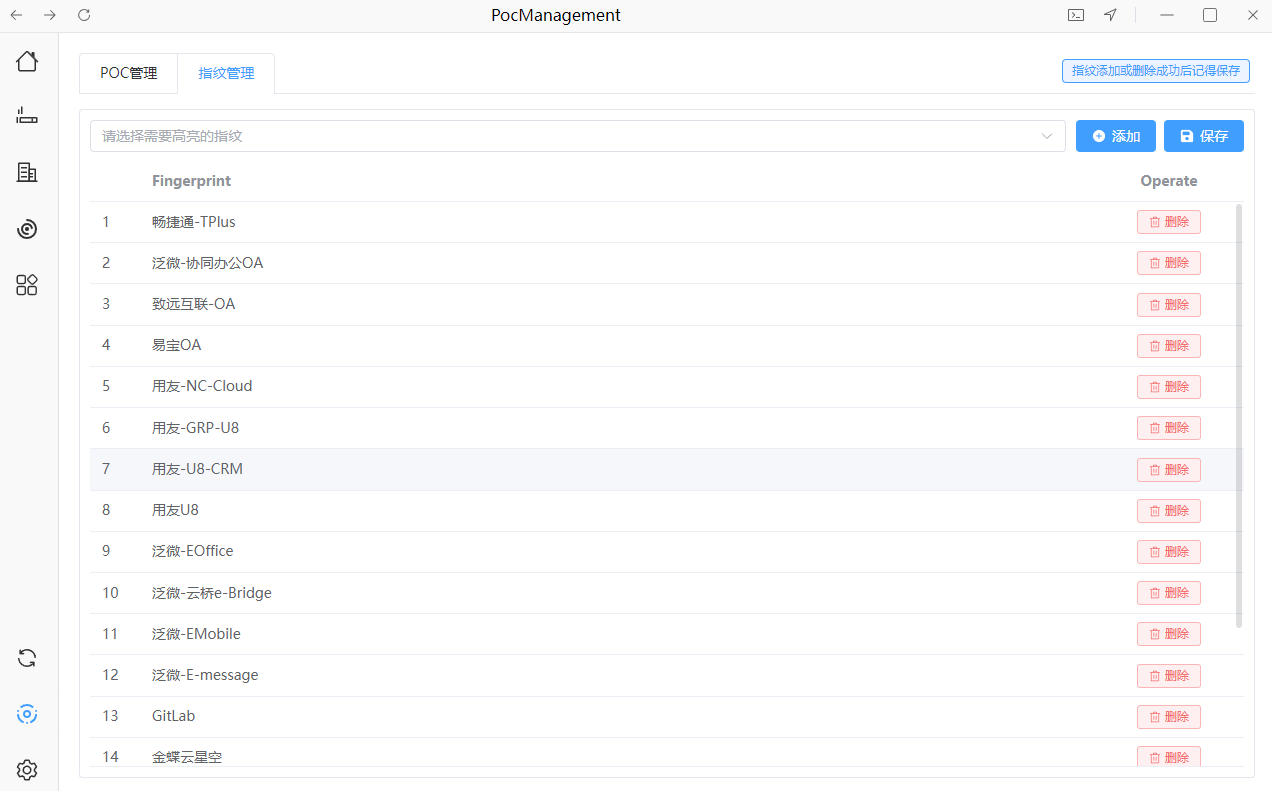 PocManagement
POC管理
指纹管理
指纹添加或删除成功后记得保存
请选择需要高亮的指纹
添加
保存
Fingerprint
Operate
1 畅捷通-TPlus 删除
2 泛微-协同办公OA 删除
3 致远互联-OA 删除
4 易宝OA 删除
5 用友-NC-Cloud 删除
6 用友-GRP-U8 删除
7 用友-U8-CRM 删除
8 用友U8 删除
9 泛微-EOffice 删除
10 泛微-云桥e-Bridge 删除
11 泛微-EMobile 删除
12 泛微-E-message 删除
13 GitLab 删除
14 金蝶云星空 删除